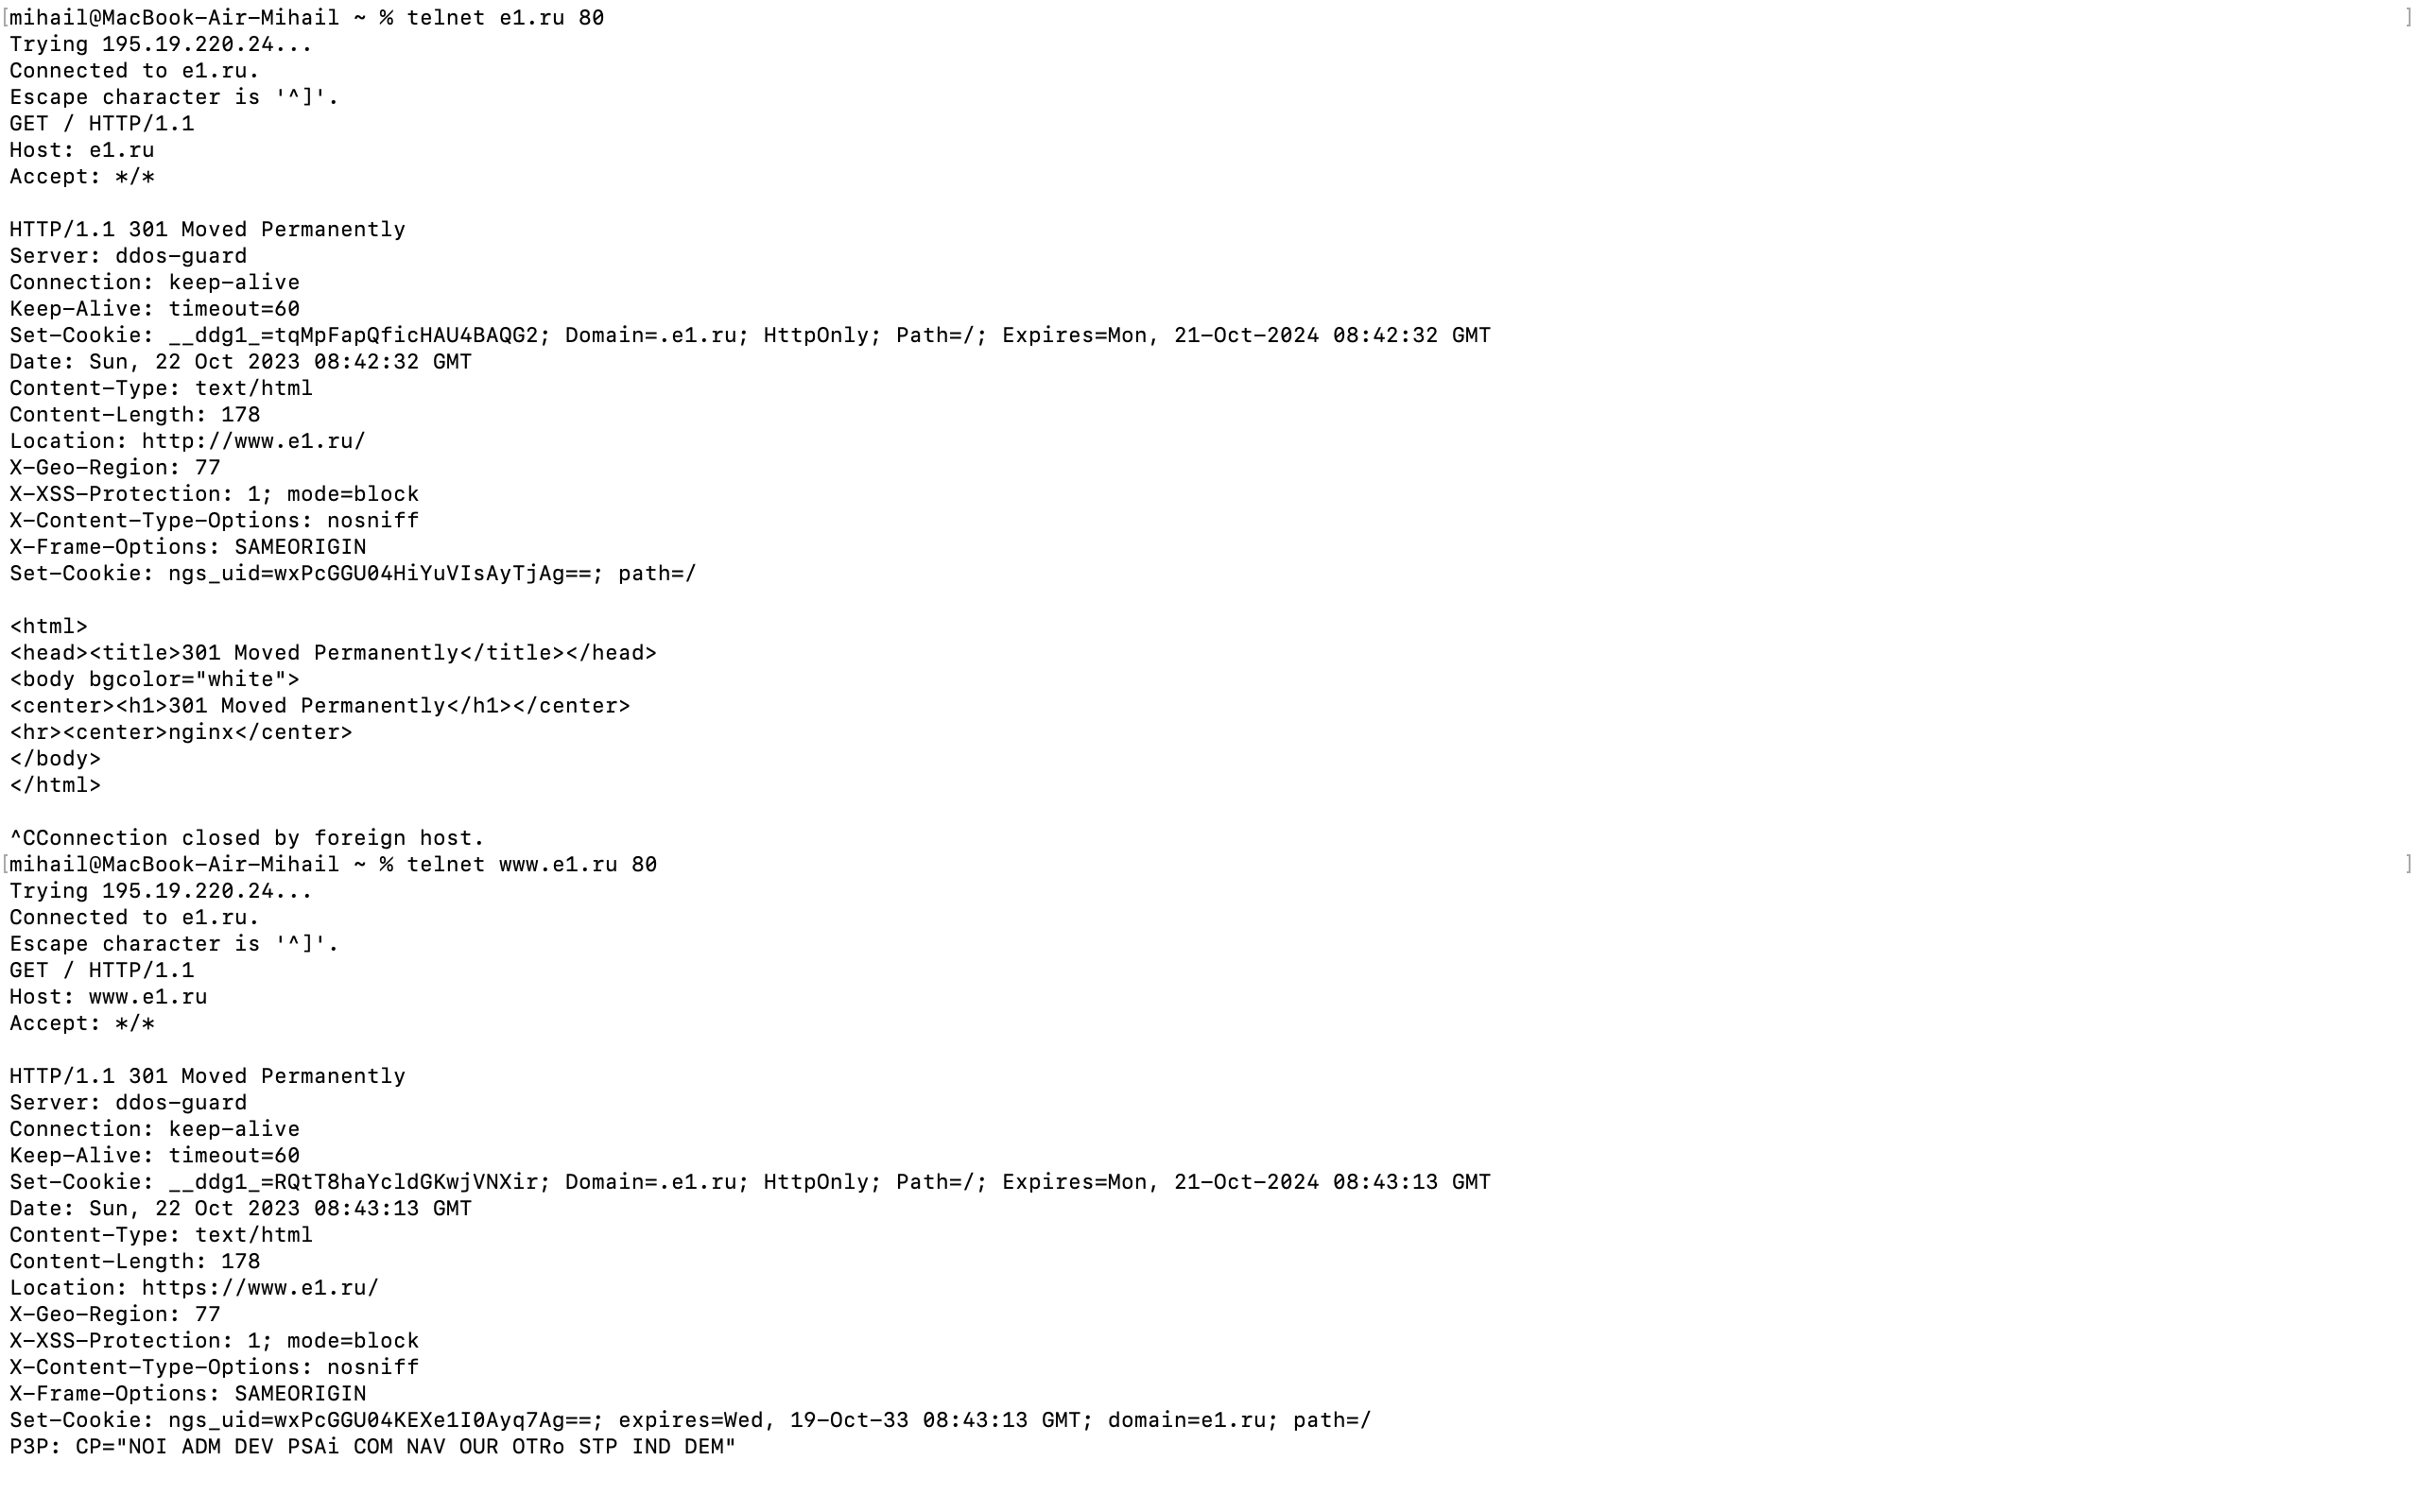 [mihail@MacBook-Air-Mihail ~ % telnet e1.ru 80 ]
Trying 195.19.220.24...
Connected to e1.ru.
Escape character is '^]'.
GET / HTTP/1.1
Host: e1.ru
Accept: */*

HTTP/1.1 301 Moved Permanently
Server: ddos-guard
Connection: keep-alive
Keep-Alive: timeout=60
Set-Cookie: __ddg1_=tqMpFapQficHAU4BAQG2; Domain=.e1.ru; HttpOnly; Path=/; Expires=Mon, 21-Oct-2024 08:42:32 GMT
Date: Sun, 22 Oct 2023 08:42:32 GMT
Content-Type: text/html
Content-Length: 178
Location: http://www.e1.ru/
X-Geo-Region: 77
X-XSS-Protection: 1; mode=block
X-Content-Type-Options: nosniff
X-Frame-Options: SAMEORIGIN
Set-Cookie: ngs_uid=wxPcGGU04HiYuVIsAyTjAg==; path=/

<html>
<head><title>301 Moved Permanently</title></head>
<body bgcolor="white">
<center><h1>301 Moved Permanently</h1></center>
<hr><center>nginx</center>
</body>
</html>

^CConnection closed by foreign host.
[mihail@MacBook-Air-Mihail ~ % telnet www.e1.ru 80 ]
Trying 195.19.220.24...
Connected to e1.ru.
Escape character is '^]'.
GET / HTTP/1.1
Host: www.e1.ru
Accept: */*

HTTP/1.1 301 Moved Permanently
Server: ddos-guard
Connection: keep-alive
Keep-Alive: timeout=60
Set-Cookie: __ddg1_=RQtT8haYcldGKwjVNXir; Domain=.e1.ru; HttpOnly; Path=/; Expires=Mon, 21-Oct-2024 08:43:13 GMT
Date: Sun, 22 Oct 2023 08:43:13 GMT
Content-Type: text/html
Content-Length: 178
Location: https://www.e1.ru/
X-Geo-Region: 77
X-XSS-Protection: 1; mode=block
X-Content-Type-Options: nosniff
X-Frame-Options: SAMEORIGIN
Set-Cookie: ngs_uid=wxPcGGU04KEXe1I0Ayq7Ag==; expires=Wed, 19-Oct-33 08:43:13 GMT; domain=e1.ru; path=/
P3P: CP="NOI ADM DEV PSAi COM NAV OUR OTRo STP IND DEM"